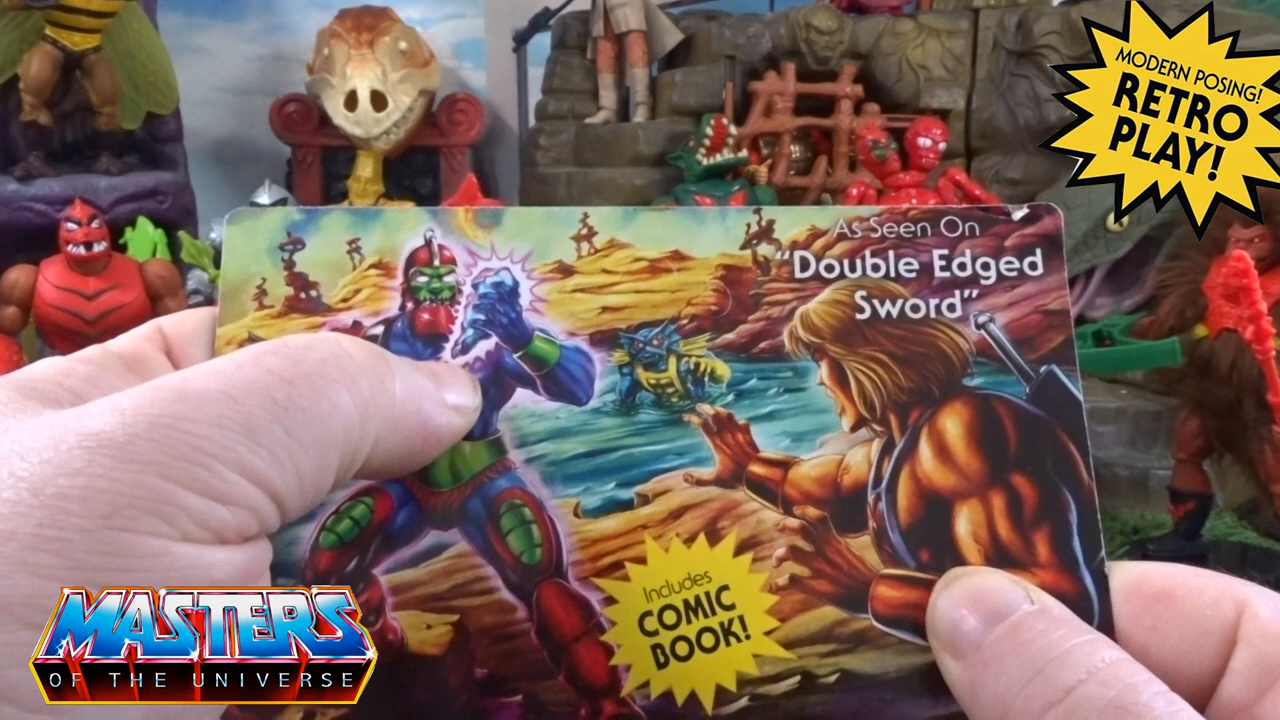 MODERN POSING!
RETRO
PLAY!
As Seen On
"Double Edged
Sword"
Includes
COMIC
BOOK!
MASTERS
OF THE UNIVERSE